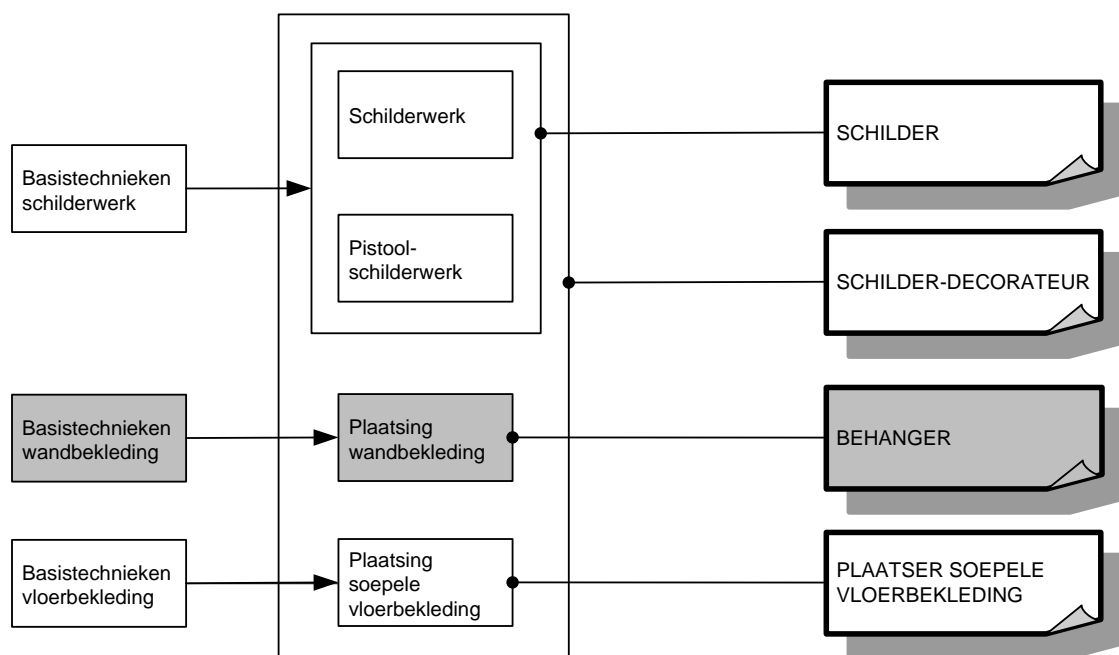 Schilderwerk
SCHILDER
Basistechnieken
schilderwerk
Pistool-
schilderwerk
SCHILDER-DECORATEUR
Basistechnieken
wandbekleding
Plaatsing
wandbekleding
BEHANGER
Basistechnieken
vloerbekleding
Plaatsing
soepele
vloerbekleding
PLAATSER SOEPELE
VLOERBEKLEDING